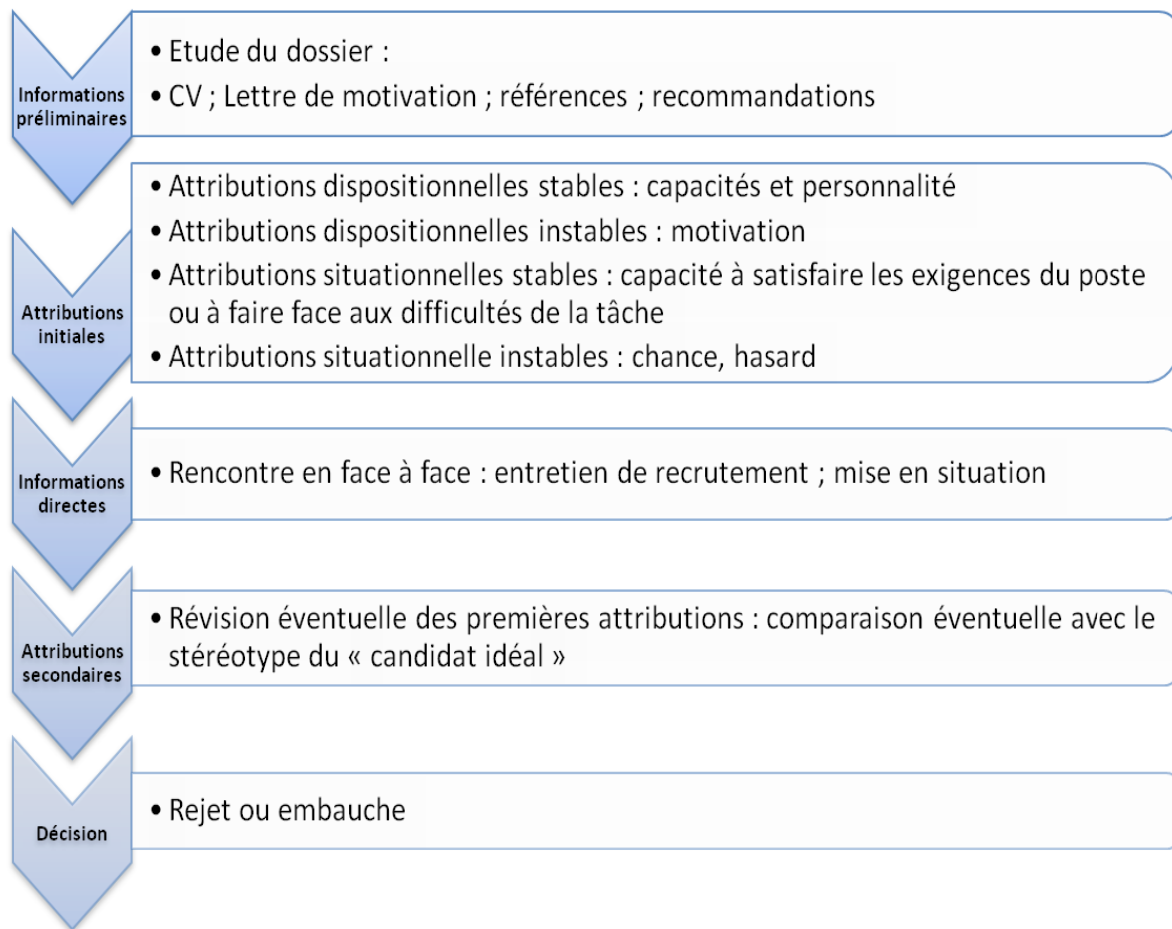 Informations
préliminaires
• Etude du dossier :
• CV ; Lettre de motivation ; références ; recommandations
Attributions
initiales
• Attributions dispositionnelles stables : capacités et personnalité
• Attributions dispositionnelles instables : motivation
• Attributions situationnelles stables : capacité à satisfaire les exigences du poste
ou à faire face aux difficultés de la tâche
• Attributions situationnelle instables : chance, hasard
Informations
directes
• Rencontre en face à face : entretien de recrutement ; mise en situation
Attributions
secondaires
• Révision éventuelle des premières attributions : comparaison éventuelle avec le
stéréotype du « candidat idéal »
Décision
• Rejet ou embauche